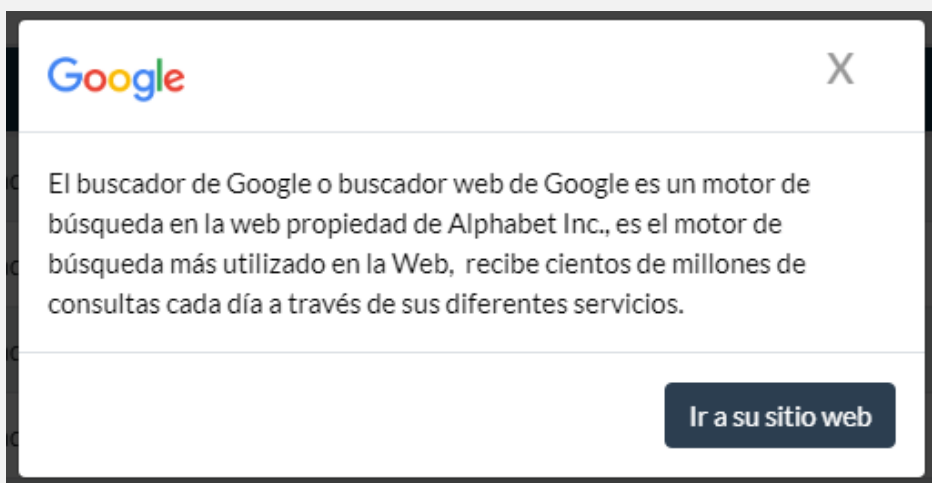 Google
X
El buscador de Google o buscador web de Google es un motor de
búsqueda en la web propiedad de Alphabet Inc., es el motor de
búsqueda más utilizado en la Web,  recibe cientos de millones de
consultas cada día a través de sus diferentes servicios.
Ir a su sitio web